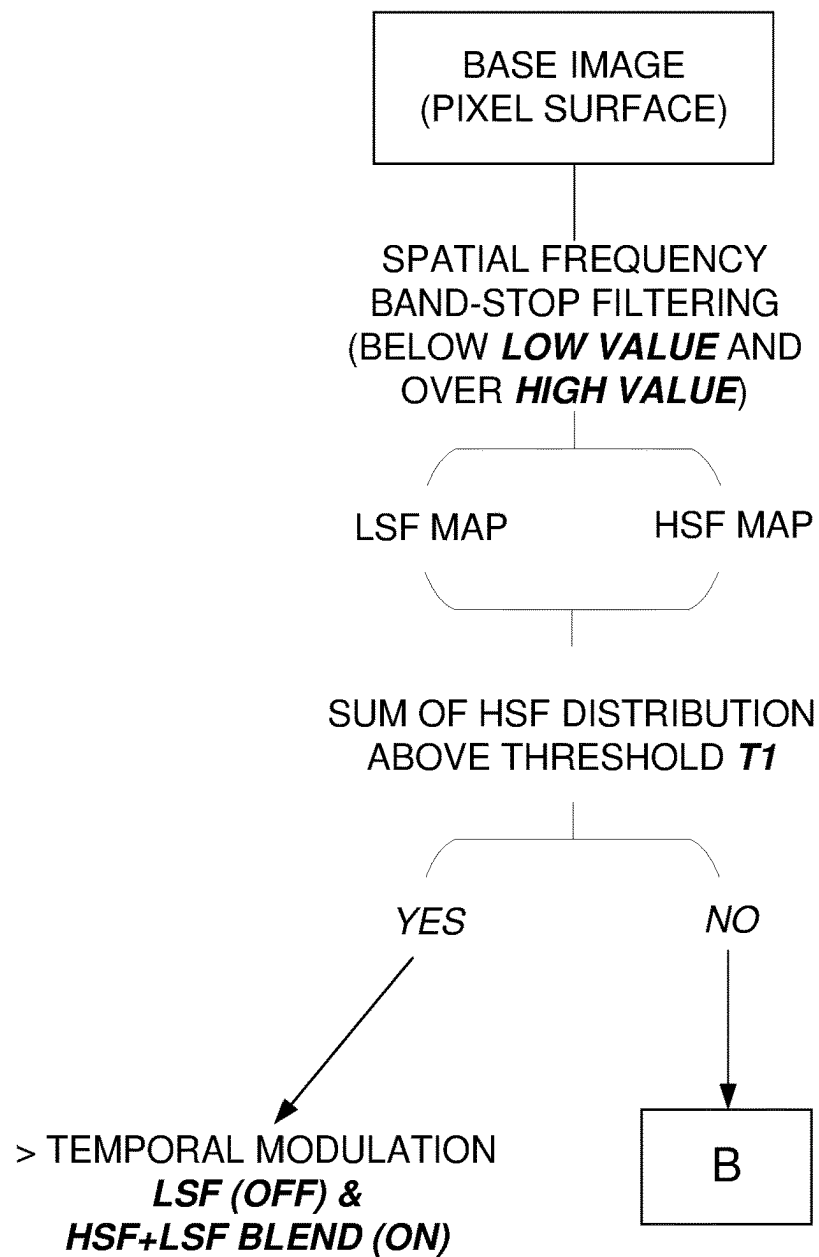 BASE IMAGE
(PIXEL SURFACE)
SPATIAL FREQUENCY
BAND-STOP FILTERING
(BELOW LOW VALUE AND
OVER HIGH VALUE)
LSF MAP
HSF MAP
SUM OF HSF DISTRIBUTION
ABOVE THRESHOLD T1
YES
NO
> TEMPORAL MODULATION
LSF (OFF) &
HSF+LSF BLEND (ON)
B